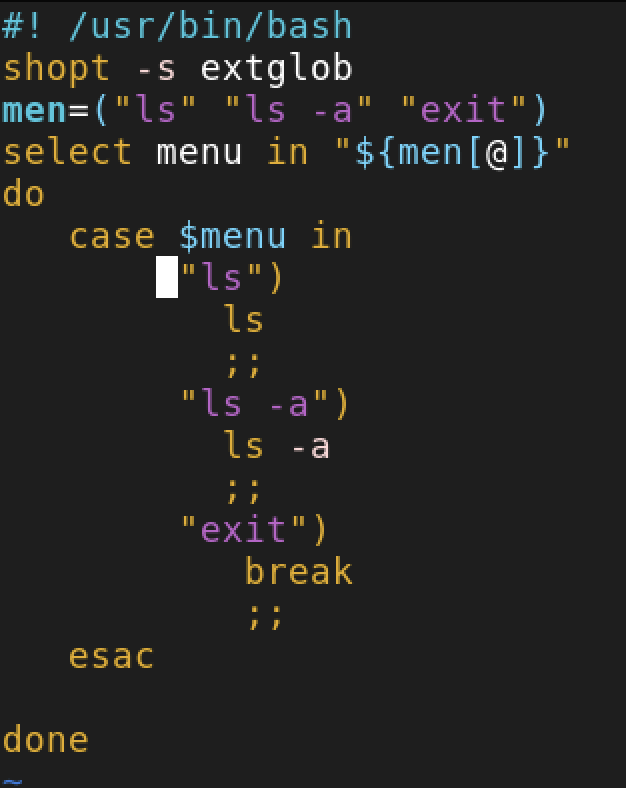 #! /usr/bin/bash
shopt -s extglob
men=("ls" "ls -a" "exit")
select menu in "${men[@]}"
do
   case $menu in
        "ls")
          ls
          ;;
        "ls -a")
          ls -a
          ;;
        "exit")
           break
           ;;
   esac

done
~